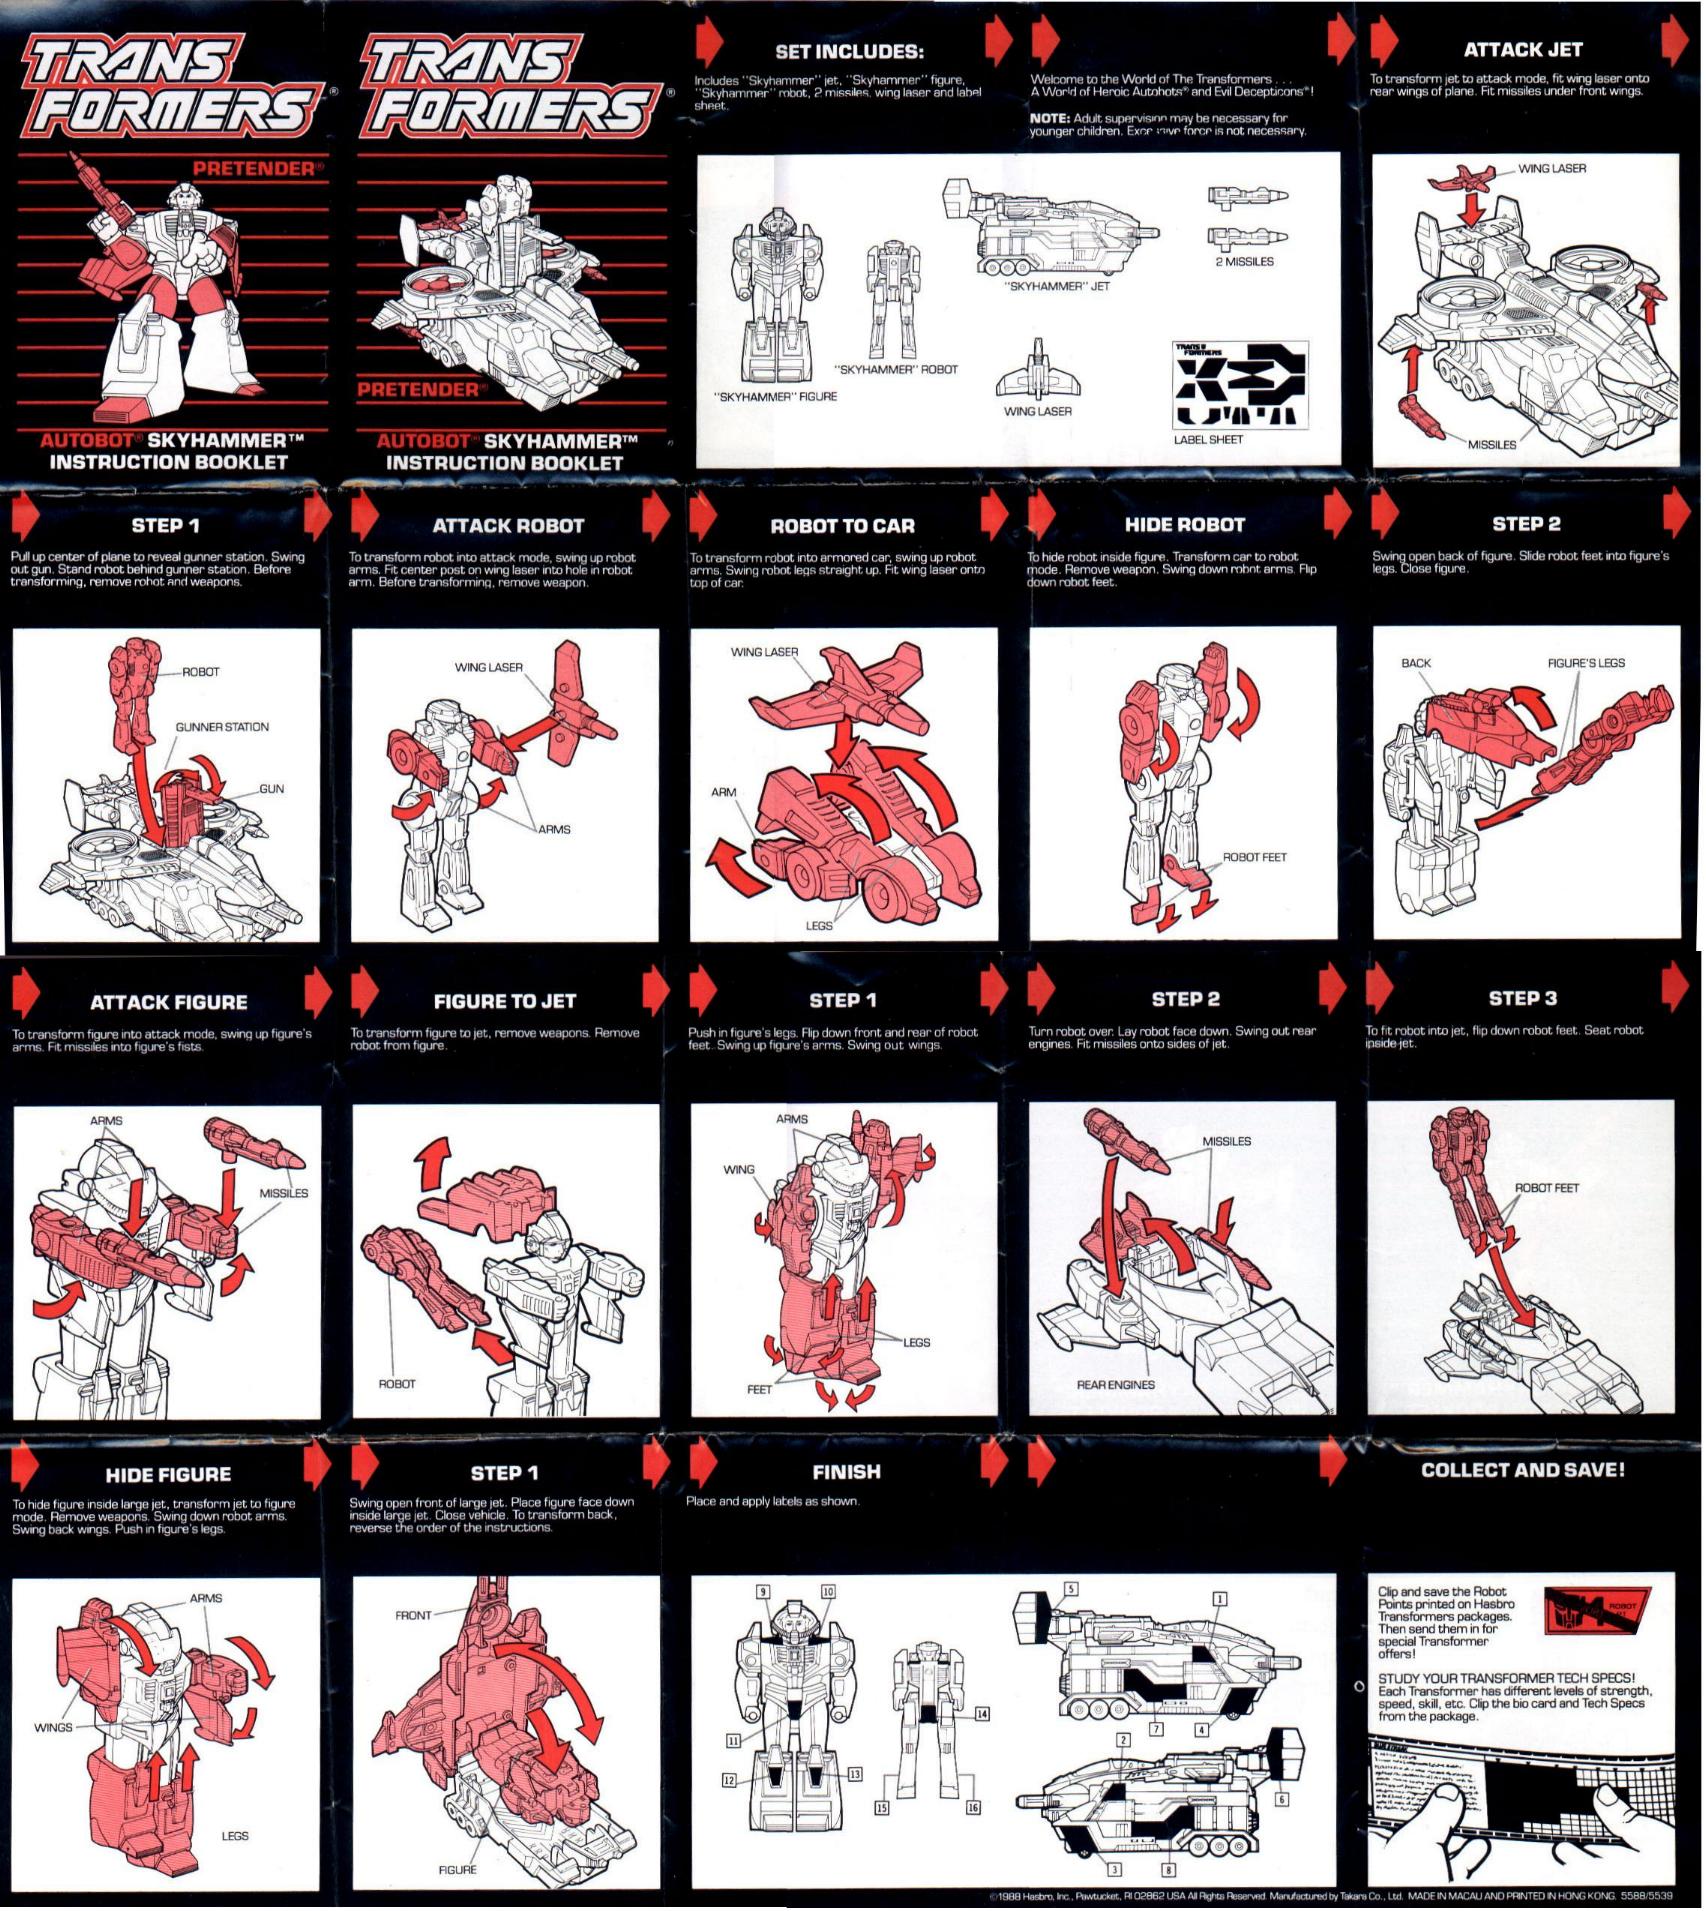 TRANS
FORMERS®
PRETENDER®
AUTOBOT® SKYHAMMER™
INSTRUCTION BOOKLET
TRANS
FORMERS®
PRETENDER®
AUTOBOT® SKYHAMMER™
INSTRUCTION BOOKLET
SET INCLUDES:
Includes "Skyhammer" jet, "Skyhammer" figure,
"Skyhammer" robot, 2 missiles, wing laser and label
sheet.
Welcome to the World of The Transformers . . .
A World of Heroic Autobots® and Evil Decepticons®!
NOTE: Adult supervision may be necessary for
younger children. force is not necessary.
"SKYHAMMER" FIGURE
"SKYHAMMER" ROBOT
"SKYHAMMER" JET
2 MISSILES
WING LASER
TRANS
FORMERS
LABEL SHEET
ATTACK JET
To transform jet to attack mode, fit wing laser onto
rear wings of plane. Fit missiles under front wings.
WING LASER
MISSILES
STEP 1
Pull up center of plane to reveal gunner station. Swing
out gun. Stand robot behind gunner station. Before
transforming, remove robot and weapons.
ROBOT
GUNNER STATION
GUN
ATTACK ROBOT
To transform robot into attack mode, swing up robot
arms. Fit center post on wing laser into hole in robot
arm. Before transforming, remove weapon.
WING LASER
ARMS
ROBOT TO CAR
To transform robot into armored car, swing up robot
arms. Swing robot legs straight up. Fit wing laser onto
top of car.
WING LASER
ARM
LEGS
HIDE ROBOT
To hide robot inside figure. Transform car to robot
mode. Remove weapon. Swing down robot arms. Flip
down robot feet.
ROBOT FEET
STEP 2
Swing open back of figure. Slide robot feet into figure's
legs. Close figure.
BACK
FIGURE'S LEGS
ATTACK FIGURE
To transform figure into attack mode, swing up figure's
arms. Fit missiles into figure's fists.
ARMS
MISSILES
FIGURE TO JET
To transform figure to jet, remove weapons. Remove
robot from figure.
ROBOT
STEP 1
Push in figure's legs. Flip down front and rear of robot
feet. Swing up figure's arms. Swing out wings.
ARMS
WING
LEGS
FEET
STEP 2
Turn robot over. Lay robot face down. Swing out rear
engines. Fit missiles onto sides of jet.
MISSILES
REAR ENGINES
STEP 3
To fit robot into jet, flip down robot feet. Seat robot
inside jet.
ROBOT FEET
HIDE FIGURE
To hide figure inside large jet, transform jet to figure
mode. Remove weapons. Swing down robot arms.
Swing back wings. Push in figure's legs.
ARMS
WINGS
LEGS
STEP 1
Swing open front of large jet. Place figure face down
inside large jet. Close vehicle. To transform back,
reverse the order of the instructions.
FRONT
FIGURE
FINISH
Place and apply labels as shown.
9
10
11
12
13
14
15
16
5
1
7
4
2
6
3
8
COLLECT AND SAVE!
Clip and save the Robot
Points printed on Hasbro
Transformers packages.
Then send them in for
special Transformer
offers!
ROBOT
STUDY YOUR TRANSFORMER TECH SPECS!
Each Transformer has different levels of strength,
speed, skill, etc. Clip the bio card and Tech Specs
from the package.
©1988 Hasbro, Inc., Pawtucket, RI 02862 USA All Rights Reserved. Manufactured by Takara Co., Ltd. MADE IN MACAU AND PRINTED IN HONG KONG. 5588/5539